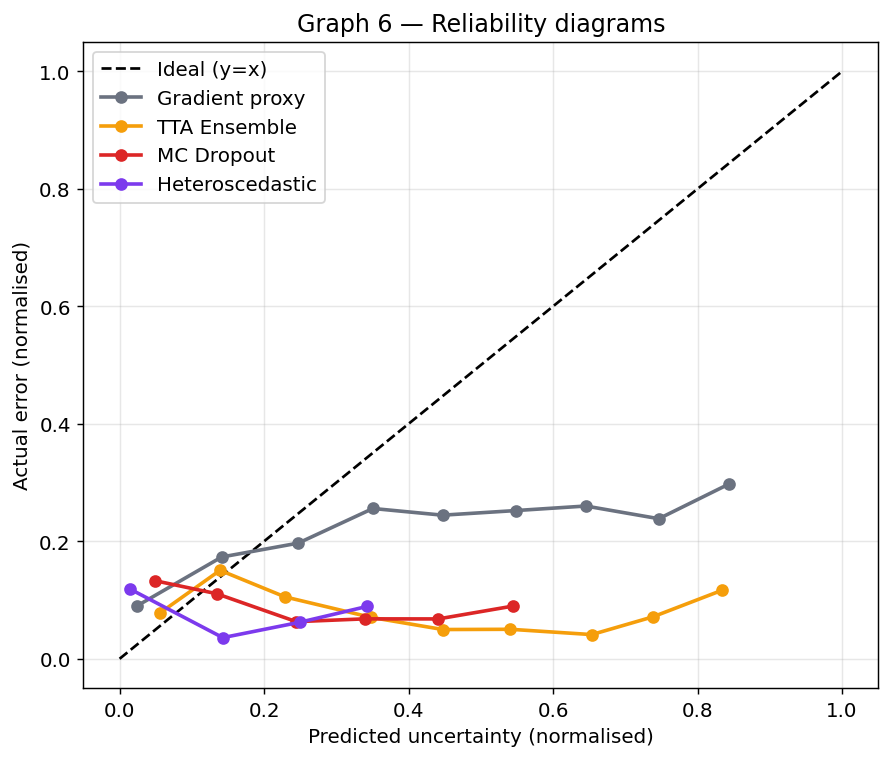 Graph 6 — Reliability diagrams
Ideal (y=x)
Gradient proxy
TTA Ensemble
MC Dropout
Heteroscedastic
1.0
0.8
0.6
0.4
0.2
0.0
Actual error (normalised)
0.0 0.2 0.4 0.6 0.8 1.0
Predicted uncertainty (normalised)